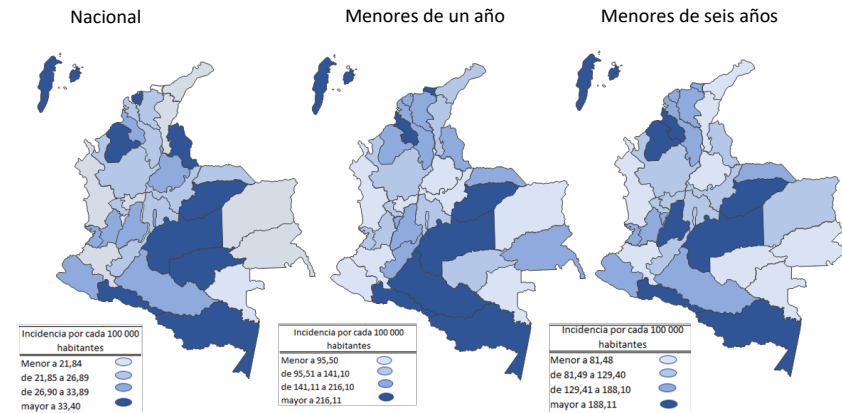 Nacional
Menores de un año
Menores de seis años
Incidencia por cada 100 000
habitantes
Menor a 21,84
de 21,85 a 26,89
de 26,90 a 33,89
mayor a 33,40
Incidencia por cada 100 000
habitantes
Menor a 95,50
de 95,51 a 141,10
de 141,11 a 216,10
mayor a 216,11
Incidencia por cada 100 000
habitantes
Menor a 81,48
de 81,49 a 129,40
de 129,41 a 188,10
mayor a 188,11